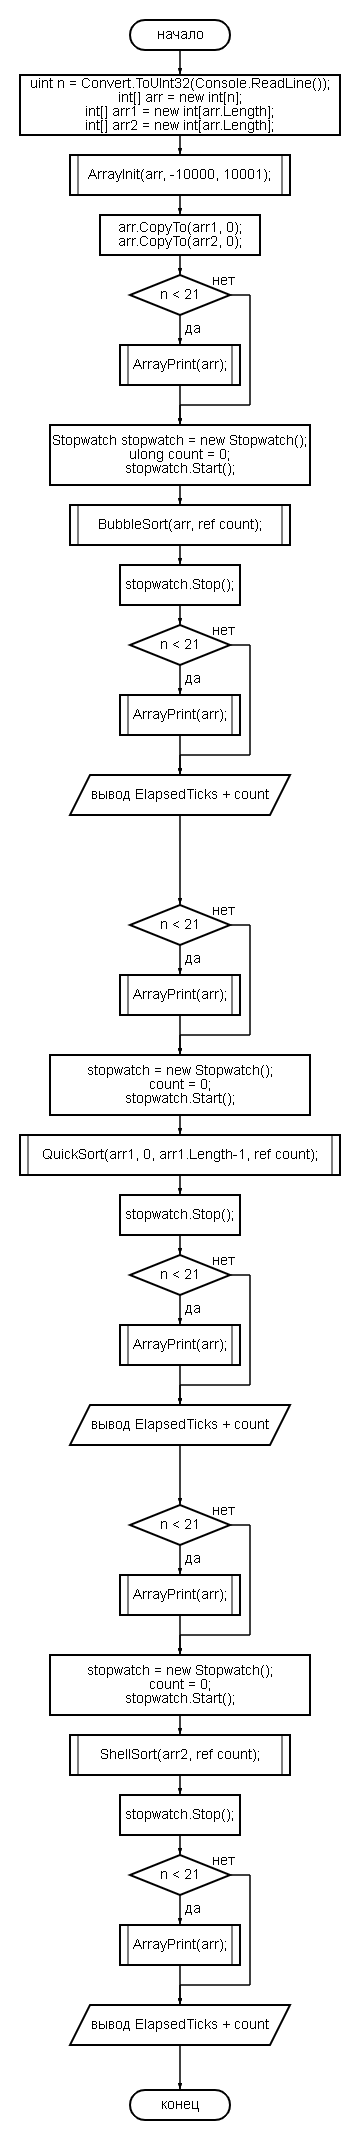 начало
uint n = Convert.ToUInt32(Console.ReadLine());
int[] arr = new int[n];
int[] arr1 = new int[arr.Length];
int[] arr2 = new int[arr.Length];
ArrayInit(arr, -10000, 10001);
arr.CopyTo(arr1, 0);
arr.CopyTo(arr2, 0);
нет
n < 21
да
ArrayPrint(arr);
Stopwatch stopwatch = new Stopwatch();
ulong count = 0;
stopwatch.Start();
BubbleSort(arr, ref count);
stopwatch.Stop();
нет
n < 21
да
ArrayPrint(arr);
вывод ElapsedTicks + count
нет
n < 21
да
ArrayPrint(arr);
stopwatch = new Stopwatch();
count = 0;
stopwatch.Start();
QuickSort(arr1, 0, arr1.Length-1, ref count);
stopwatch.Stop();
нет
n < 21
да
ArrayPrint(arr);
вывод ElapsedTicks + count
нет
n < 21
да
ArrayPrint(arr);
stopwatch = new Stopwatch();
count = 0;
stopwatch.Start();
ShellSort(arr2, ref count);
stopwatch.Stop();
нет
n < 21
да
ArrayPrint(arr);
вывод ElapsedTicks + count
конец